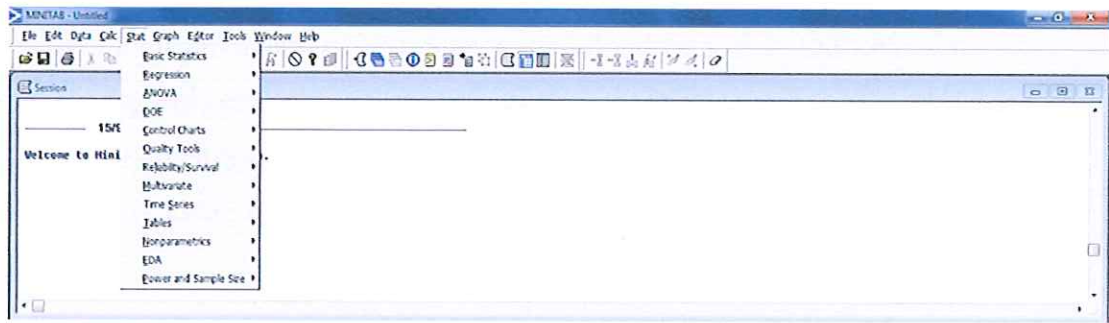 MINITAB - Untitled
File Edit Data Calc Stat Graph Editor Tools Window Help
Basic Statistics
Regression
ANOVA
DOE
Control Charts
Quality Tools
Reliability/Survival
Multivariate
Time Series
Tables
Nonparametrics
EDA
Power and Sample Size
Session
15/
Welcome to Mini